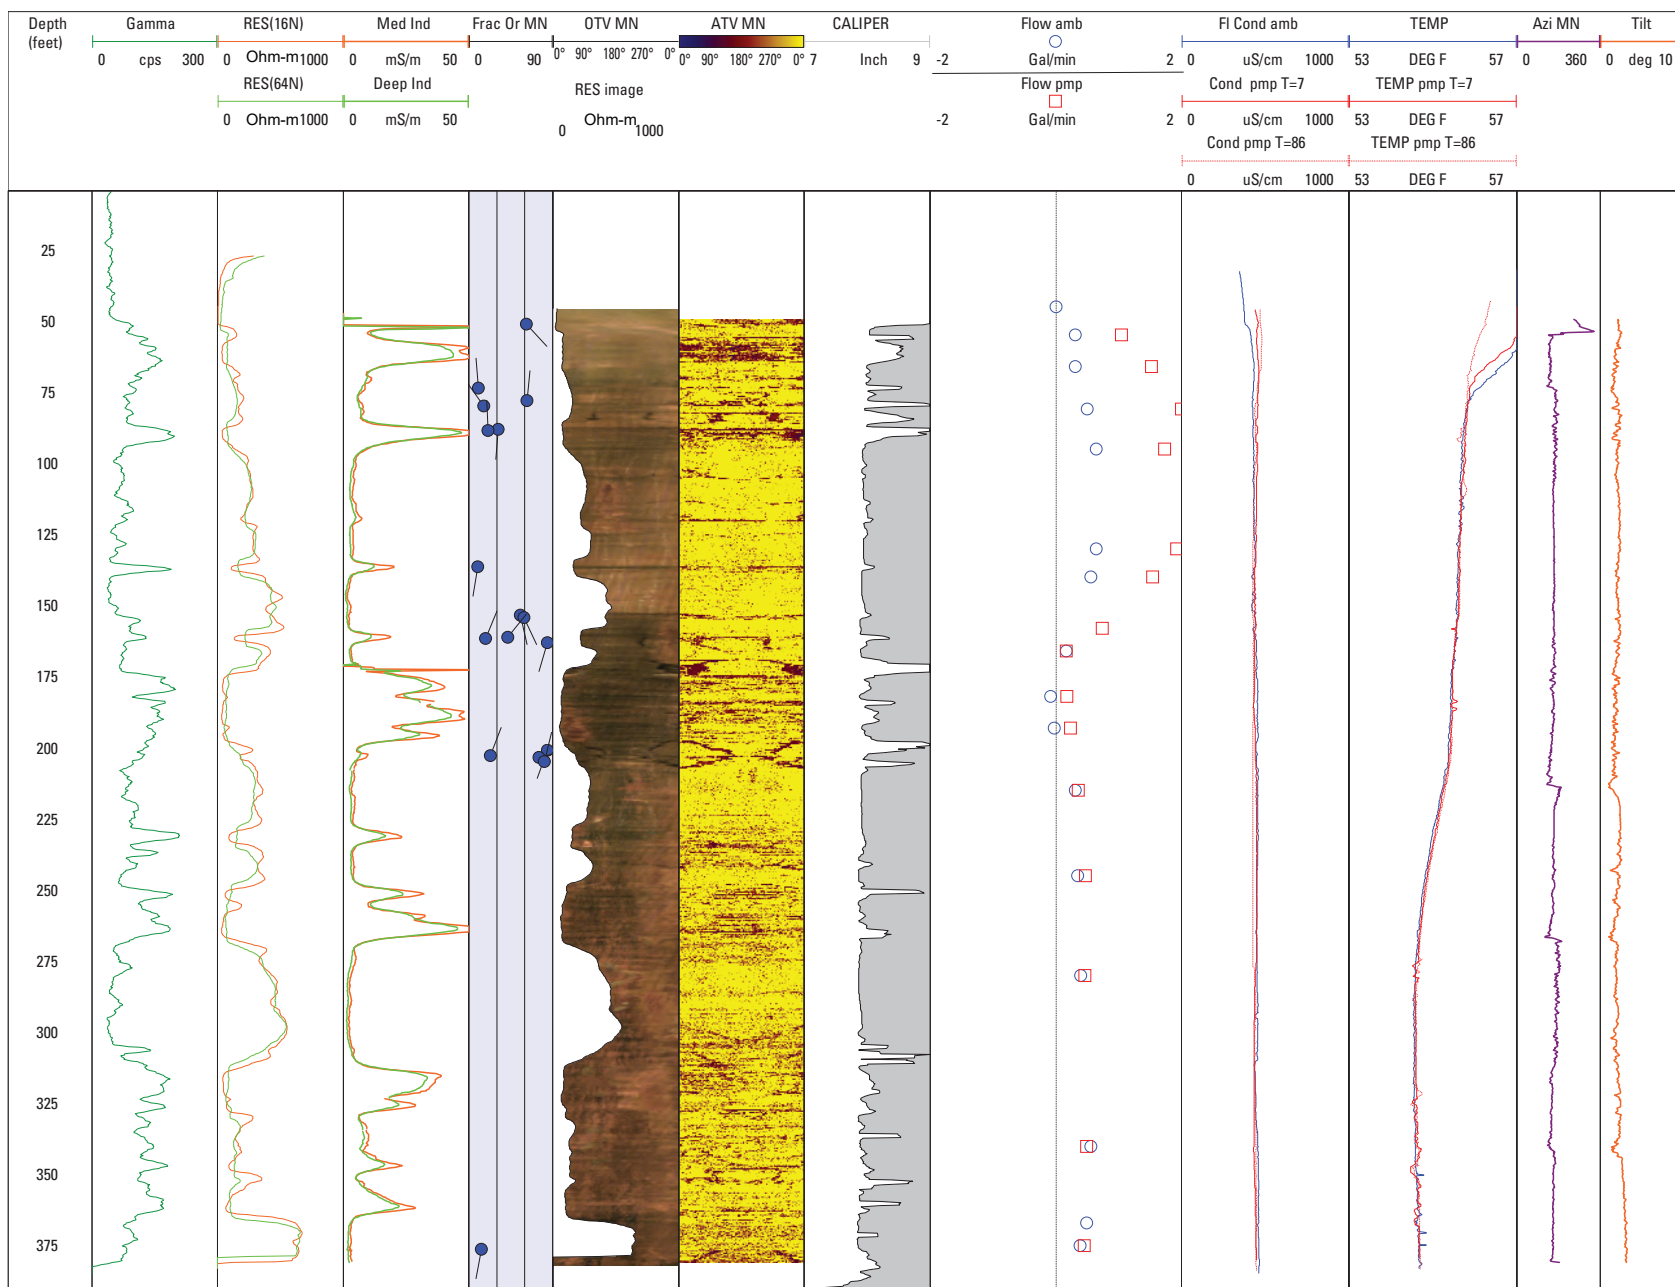 Depth Gamma RES(16N) Med Ind Frac Or MN OTV MN ATV MN CALIPER Flow amb Fl Cond amb TEMP Azi MN Tilt
(feet)
0° 90° 180° 270° 0° 0° 90° 180° 270° 0°
0 cps 300 0 Ohm-m 1000 0 mS/m 50 0 90 7 Inch 9 -2 Gal/min 2 0 uS/cm 1000 53 DEG F 57 0 360 0 deg 10
RES(64N) Deep Ind RES image Flow pmp Cond pmp T=7 TEMP pmp T=7
0 Ohm-m 1000 0 mS/m 50 0 Ohm-m 1000 -2 Gal/min 2 0 uS/cm 1000 53 DEG F 57
Cond pmp T=86 TEMP pmp T=86
0 uS/cm 1000 53 DEG F 57
25
50
75
100
125
150
175
200
225
250
275
300
325
350
375